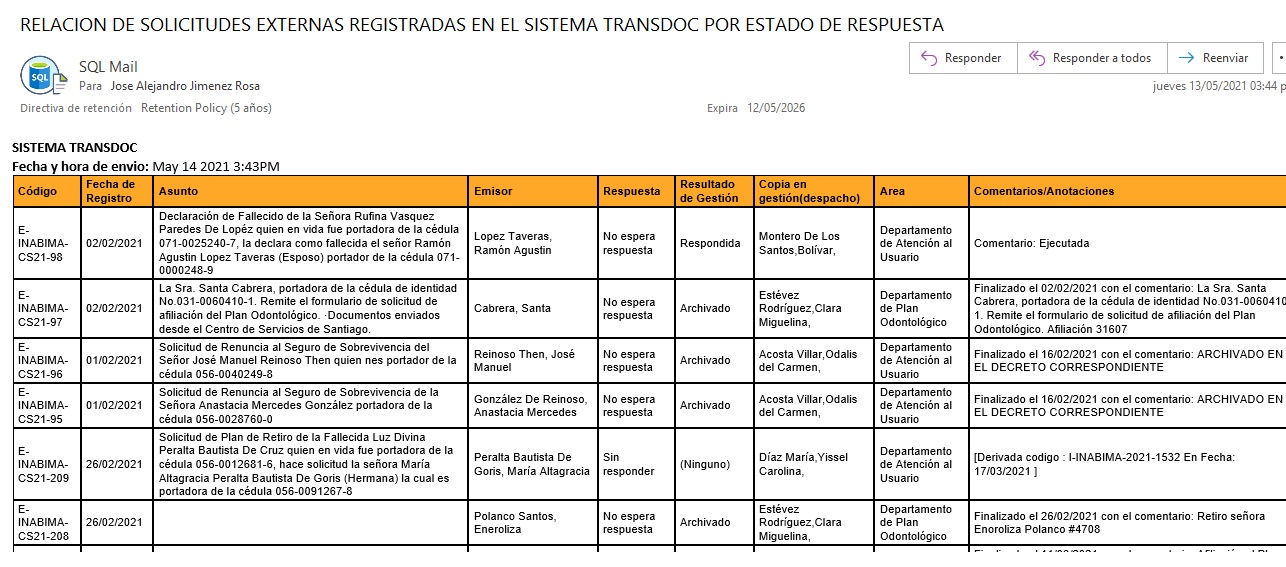 RELACION DE SOLICITUDES EXTERNAS REGISTRADAS EN EL SISTEMA TRANSDOC POR ESTADO DE RESPUESTA
SQL
SQL Mail
Para Jose Alejandro Jimenez Rosa
Responder
Responder a todos
Reenviar
jueves 13/05/2021 03:44 p
Directiva de retención Retention Policy (5 años)
Expira 12/05/2026
SISTEMA TRANSDOC
Fecha y hora de envio: May 14 2021 3:43PM
Código
Fecha de
Registro
Asunto
Emisor
Respuesta
Resultado
de Gestión
Copia en
gestión(despacho)
Area
Comentarios/Anotaciones
E-
INABIMA-
CS21-98
02/02/2021
Declaración de Fallecido de la Señora Rufina Vasquez
Paredes De Lopéz quien en vida fue portadora de la cédula
071-0025240-7, la declara como fallecida el señor Ramón
Agustin Lopez Taveras (Esposo) portador de la cédula 071-
0000248-9
Lopez Taveras,
Ramón Agustin
No espera
respuesta
Respondida
Montero De Los
Santos,Bolívar,
Departamento
de Atención al
Usuario
Comentario: Ejecutada
E-
INABIMA-
CS21-97
02/02/2021
La Sra. Santa Cabrera, portadora de la cédula de identidad
No.031-0060410-1. Remite el formulario de solicitud de
afiliación del Plan Odontológico. ·Documentos enviados
desde el Centro de Servicios de Santiago.
Cabrera, Santa
No espera
respuesta
Archivado
Estévez
Rodríguez,Clara
Miguelina,
Departamento
de Plan
Odontológico
Finalizado el 02/02/2021 con el comentario: La Sra. Santa
Cabrera, portadora de la cédula de identidad No.031-0060410
1. Remite el formulario de solicitud de afiliación del Plan
Odontológico. Afiliación 31607
E-
INABIMA-
CS21-96
01/02/2021
Solicitud de Renuncia al Seguro de Sobrevivencia del
Señor José Manuel Reinoso Then quien nes portador de la
cédula 056-0040249-8
Reinoso Then, José
Manuel
No espera
respuesta
Archivado
Acosta Villar,Odalis
del Carmen,
Departamento
de Atención al
Usuario
Finalizado el 16/02/2021 con el comentario: ARCHIVADO EN
EL DECRETO CORRESPONDIENTE
E-
INABIMA-
CS21-95
01/02/2021
Solicitud de Renuncia al Seguro de Sobrevivencia de la
Señora Anastacia Mercedes González portadora de la
cédula 056-0028760-0
González De Reinoso,
Anastacia Mercedes
No espera
respuesta
Archivado
Acosta Villar,Odalis
del Carmen,
Departamento
de Atención al
Usuario
Finalizado el 16/02/2021 con el comentario: ARCHIVADO EN
EL DECRETO CORRESPONDIENTE
E-
INABIMA-
CS21-209
26/02/2021
Solicitud de Plan de Retiro de la Fallecida Luz Divina
Peralta Bautista De Cruz quien en vida fue portadora de la
cédula 056-0012681-6, hace solicitud la señora María
Altagracia Peralta Bautista De Goris (Hermana) la cual es
portadora de la cédula 056-0091267-8
Peralta Bautista De
Goris, María Altagracia
Sin
responder
(Ninguno)
Díaz María,Yissel
Carolina,
Departamento
de Atención al
Usuario
[Derivada codigo : I-INABIMA-2021-1532 En Fecha:
17/03/2021 ]
E-
INABIMA-
CS21-208
26/02/2021
Polanco Santos,
Eneroliza
No espera
respuesta
Archivado
Estévez
Rodríguez,Clara
Miguelina,
Departamento
de Plan
Odontológico
Finalizado el 26/02/2021 con el comentario: Retiro señora
Enoroliza Polanco #4708